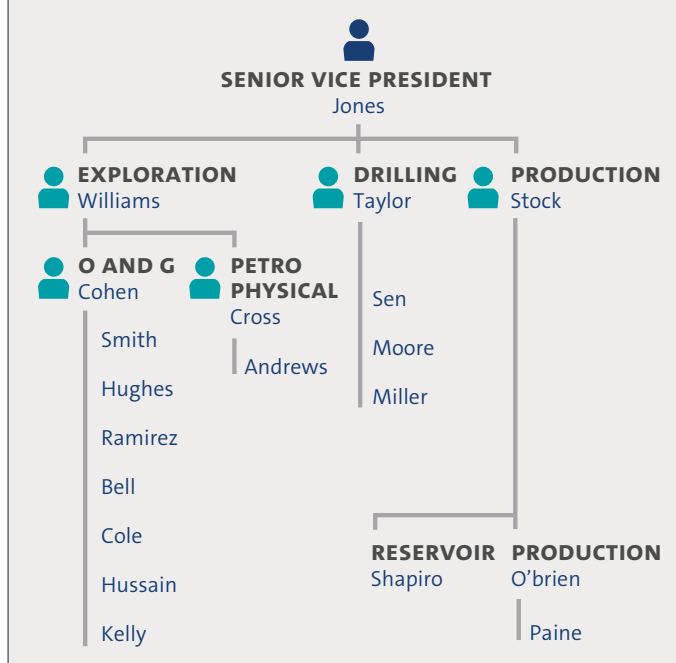 SENIOR VICE PRESIDENT
Jones
EXPLORATION
Williams
DRILLING
Taylor
PRODUCTION
Stock
O AND G
Cohen
Smith
Hughes
Ramirez
Bell
Cole
Hussain
Kelly
PETRO
PHYSICAL
Cross
Andrews
Sen
Moore
Miller
RESERVOIR
Shapiro
PRODUCTION
O’brien
Paine